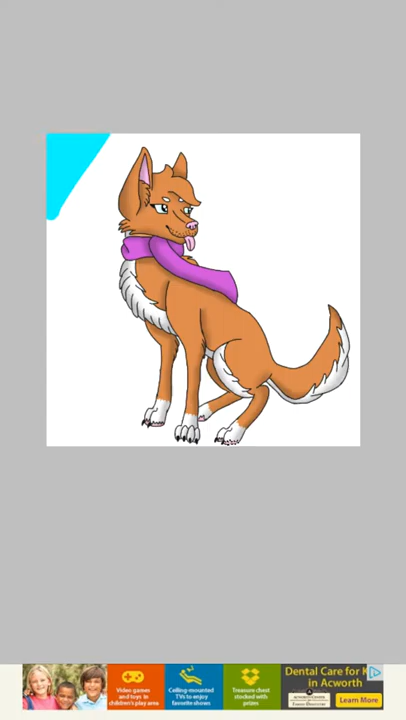 Video games
and toys in
children's play area
Ceiling-mounted
TVs to enjoy
favorite shows
Treasure chest
stocked with
prizes
Dental Care for K
in Acworth
Learn More